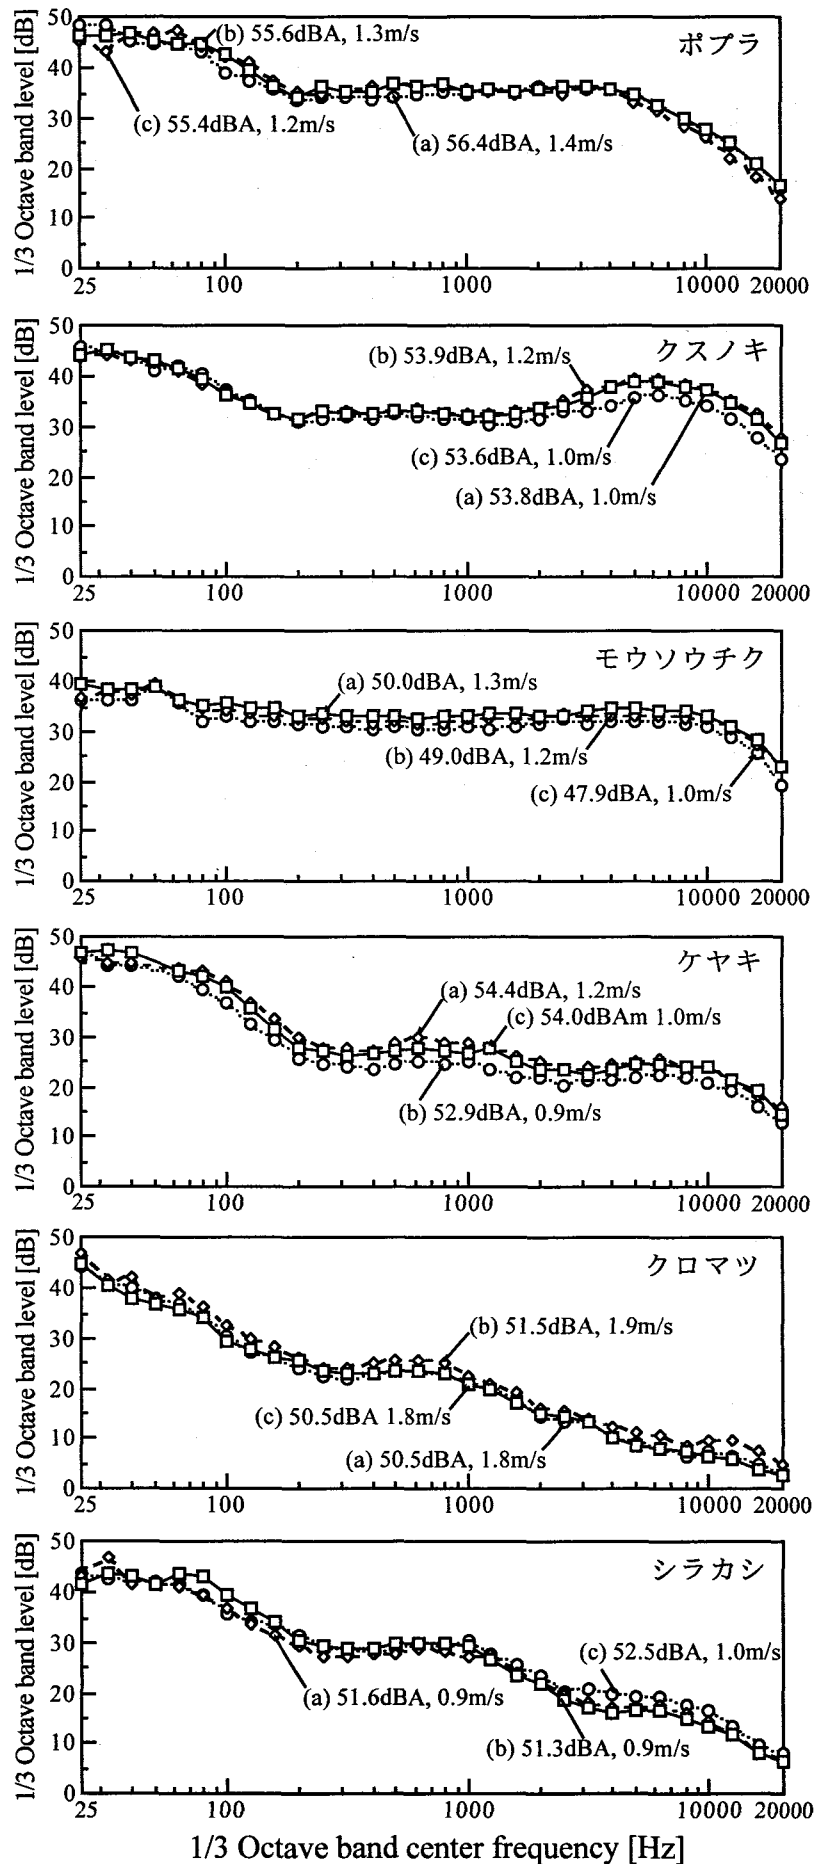 1/3 Octave band level [dB]
50
40
30
20
10
0
ポプラ
(b) 55.6dBA, 1.3m/s
(c) 55.4dBA, 1.2m/s
(a) 56.4dBA, 1.4m/s
25 100 1000 10000 20000
1/3 Octave band level [dB]
50
40
30
20
10
0
クスノキ
(b) 53.9dBA, 1.2m/s
(c) 53.6dBA, 1.0m/s
(a) 53.8dBA, 1.0m/s
25 100 1000 10000 20000
1/3 Octave band level [dB]
50
40
30
20
10
0
モウソウチク
(a) 50.0dBA, 1.3m/s
(b) 49.0dBA, 1.2m/s
(c) 47.9dBA, 1.0m/s
25 100 1000 10000 20000
1/3 Octave band level [dB]
50
40
30
20
10
0
ケヤキ
(a) 54.4dBA, 1.2m/s
(c) 54.0dBAm 1.0m/s
(b) 52.9dBA, 0.9m/s
25 100 1000 10000 20000
1/3 Octave band level [dB]
50
40
30
20
10
0
クロマツ
(b) 51.5dBA, 1.9m/s
(c) 50.5dBA 1.8m/s
(a) 50.5dBA, 1.8m/s
25 100 1000 10000 20000
1/3 Octave band level [dB]
50
40
30
20
10
0
シラカシ
(c) 52.5dBA, 1.0m/s
(a) 51.6dBA, 0.9m/s
(b) 51.3dBA, 0.9m/s
25 100 1000 10000 20000
1/3 Octave band center frequency [Hz]